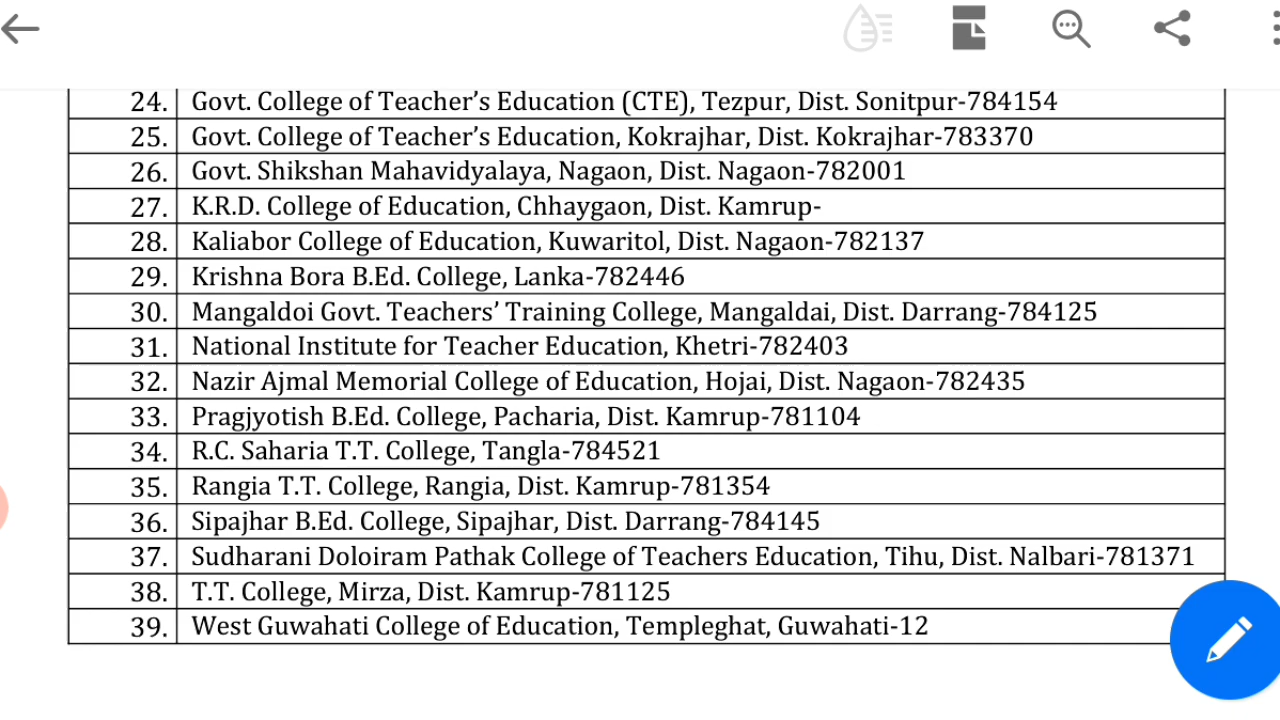 24. Govt. College of Teacher’s Education (CTE), Tezpur, Dist. Sonitpur-784154
25. Govt. College of Teacher’s Education, Kokrajhar, Dist. Kokrajhar-783370
26. Govt. Shikshan Mahavidyalaya, Nagaon, Dist. Nagaon-782001
27. K.R.D. College of Education, Chhaygaon, Dist. Kamrup-
28. Kaliabor College of Education, Kuwaritol, Dist. Nagaon-782137
29. Krishna Bora B.Ed. College, Lanka-782446
30. Mangaldoi Govt. Teachers’ Training College, Mangaldai, Dist. Darrang-784125
31. National Institute for Teacher Education, Khetri-782403
32. Nazir Ajmal Memorial College of Education, Hojai, Dist. Nagaon-782435
33. Pragjyotish B.Ed. College, Pacharia, Dist. Kamrup-781104
34. R.C. Saharia T.T. College, Tangla-784521
35. Rangia T.T. College, Rangia, Dist. Kamrup-781354
36. Sipajhar B.Ed. College, Sipajhar, Dist. Darrang-784145
37. Sudharani Doloiram Pathak College of Teachers Education, Tihu, Dist. Nalbari-781371
38. T.T. College, Mirza, Dist. Kamrup-781125
39. West Guwahati College of Education, Templeghat, Guwahati-12